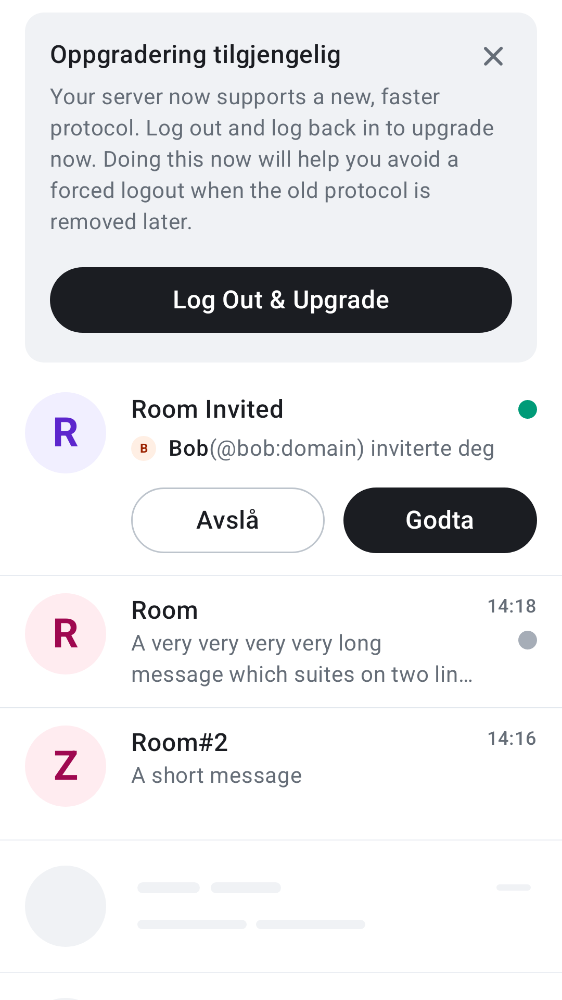 Oppgradering tilgjengelig
Your server now supports a new, faster
protocol. Log out and log back in to upgrade
now. Doing this now will help you avoid a
forced logout when the old protocol is
removed later.
Log Out & Upgrade
R
Room Invited
B Bob(@bob:domain) inviterte deg
Avslå
Godta
R
Room
14:18
A very very very very long
message which suites on two lin…
Z
Room#2
14:16
A short message